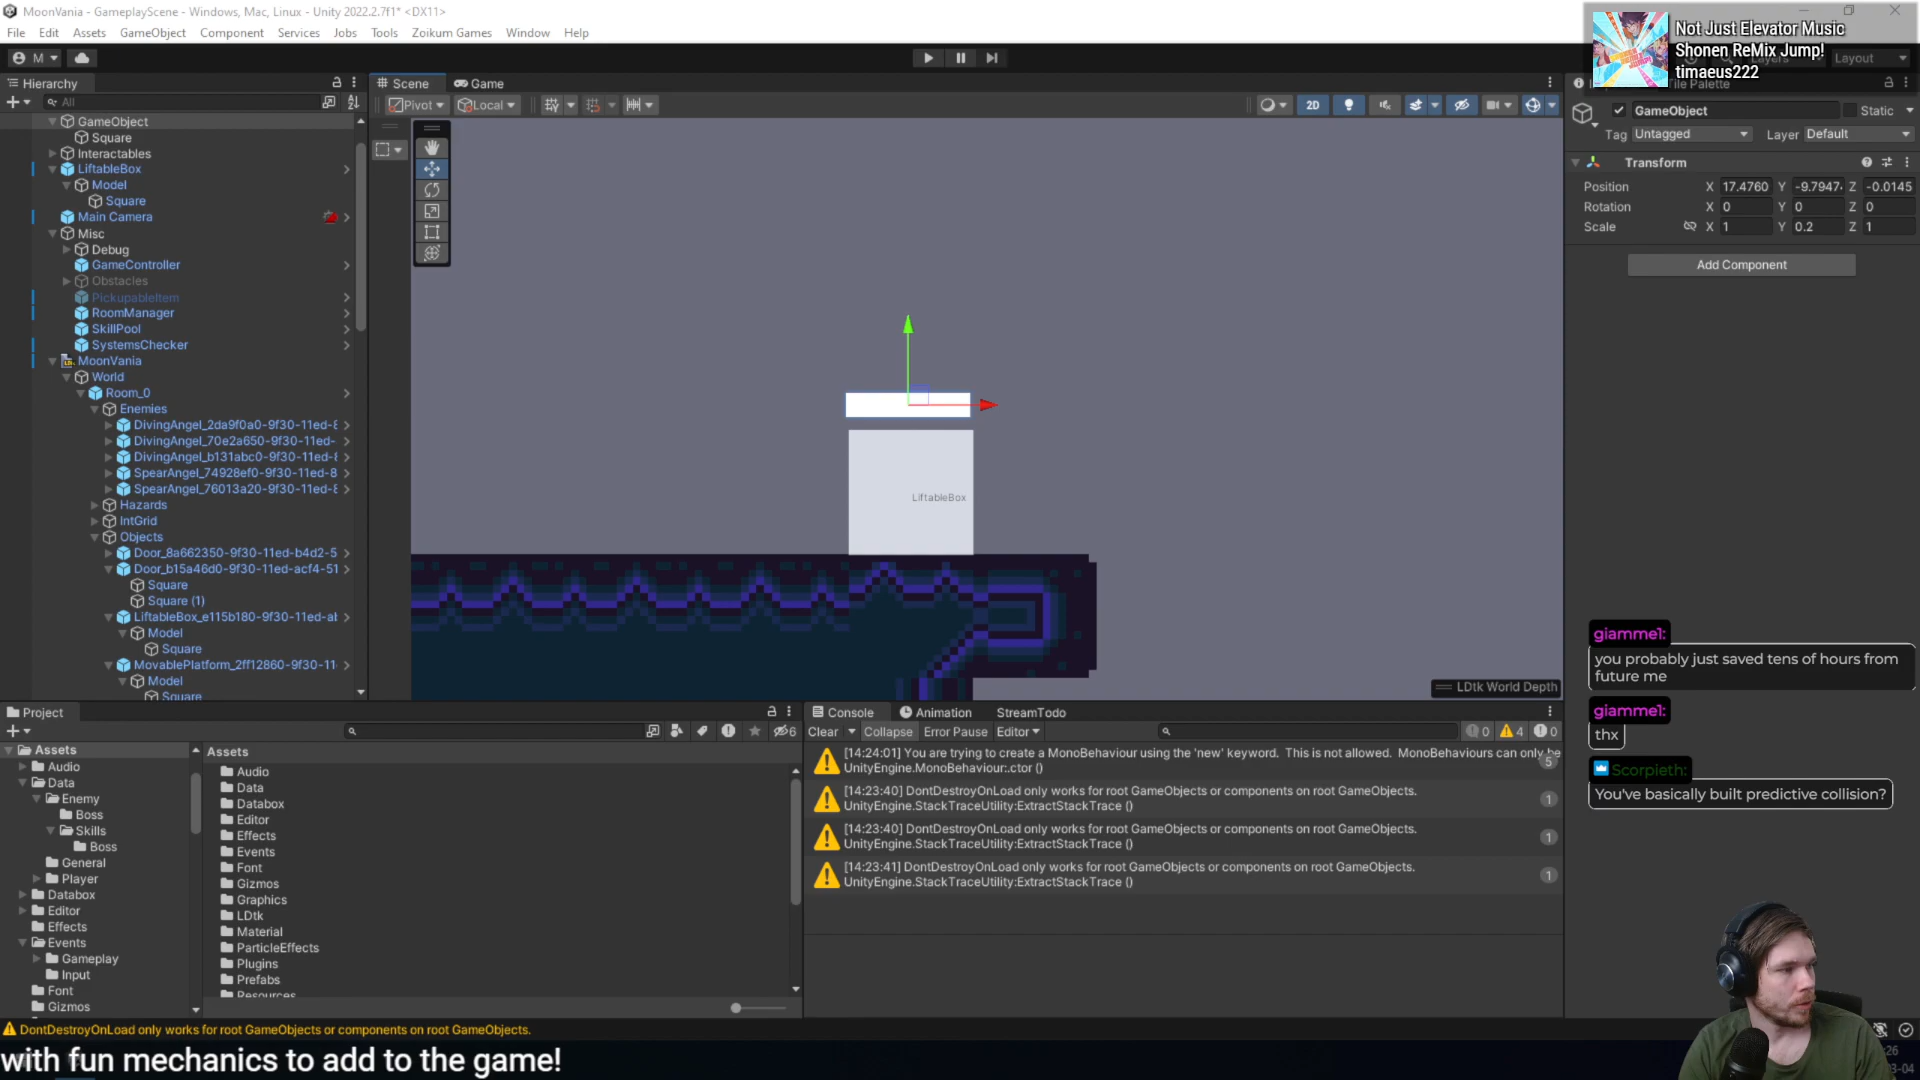 MoonVania - GameplayScene - Windows, Mac, Linux - Unity 2022.2.7f1* <DX11>
File Edit Assets GameObject Component Services Jobs Tools Zoikum Games Window Help
Not Just Elevator Music
Shonen ReMix Jump!
timaeus222
M
Layers
Layout
Hierarchy
Scene
Game
Tile Palette
All
Pivot
Local
2D
GameObject
Square
Interactables
LiftableBox
Model
Square
Main Camera
Misc
Debug
GameController
Obstacles
PickupableItem
RoomManager
SkillPool
SystemsChecker
MoonVania
World
Room_0
Enemies
DivingAngel_2da9f0a0-9f30-11ed-8
DivingAngel_70e2a650-9f30-11ed-
DivingAngel_b131abc0-9f30-11ed-8
SpearAngel_74928ef0-9f30-11ed-8
SpearAngel_76013a20-9f30-11ed-8
Hazards
IntGrid
Objects
Door_8a662350-9f30-11ed-b4d2-5
Door_b15a46d0-9f30-11ed-acf4-51
Square
Square (1)
LiftableBox_e115b180-9f30-11ed-al
Model
Square
MovablePlatform_2ff12860-9f30-11
Model
Square
LiftableBox
LDtk World Depth
GameObject
Static
Tag Untagged
Layer Default
Transform
Position X 17.4760 Y -9.7947 Z -0.0145
Rotation X 0 Y 0 Z 0
Scale X 1 Y 0.2 Z 1
Add Component
giamme1:
you probably just saved tens of hours from
future me
giamme1:
thx
Scorpieth:
You've basically built predictive collision?
Project
6
Assets
Audio
Data
Enemy
Boss
Skills
Boss
General
Player
Databox
Editor
Effects
Events
Gameplay
Input
Font
Gizmos
Assets
Audio
Data
Databox
Editor
Effects
Events
Font
Gizmos
Graphics
LDtk
Material
ParticleEffects
Plugins
Prefabs
Resources
Console
Animation
StreamTodo
Clear Collapse Error Pause Editor
0 4 0
[14:24:01] You are trying to create a MonoBehaviour using the 'new' keyword. This is not allowed. MonoBehaviours can only be
UnityEngine.MonoBehaviour:.ctor ()
5
[14:23:40] DontDestroyOnLoad only works for root GameObjects or components on root GameObjects.
UnityEngine.StackTraceUtility:ExtractStackTrace ()
1
[14:23:40] DontDestroyOnLoad only works for root GameObjects or components on root GameObjects.
UnityEngine.StackTraceUtility:ExtractStackTrace ()
1
[14:23:41] DontDestroyOnLoad only works for root GameObjects or components on root GameObjects.
UnityEngine.StackTraceUtility:ExtractStackTrace ()
1
DontDestroyOnLoad only works for root GameObjects or components on root GameObjects.
with fun mechanics to add to the game!